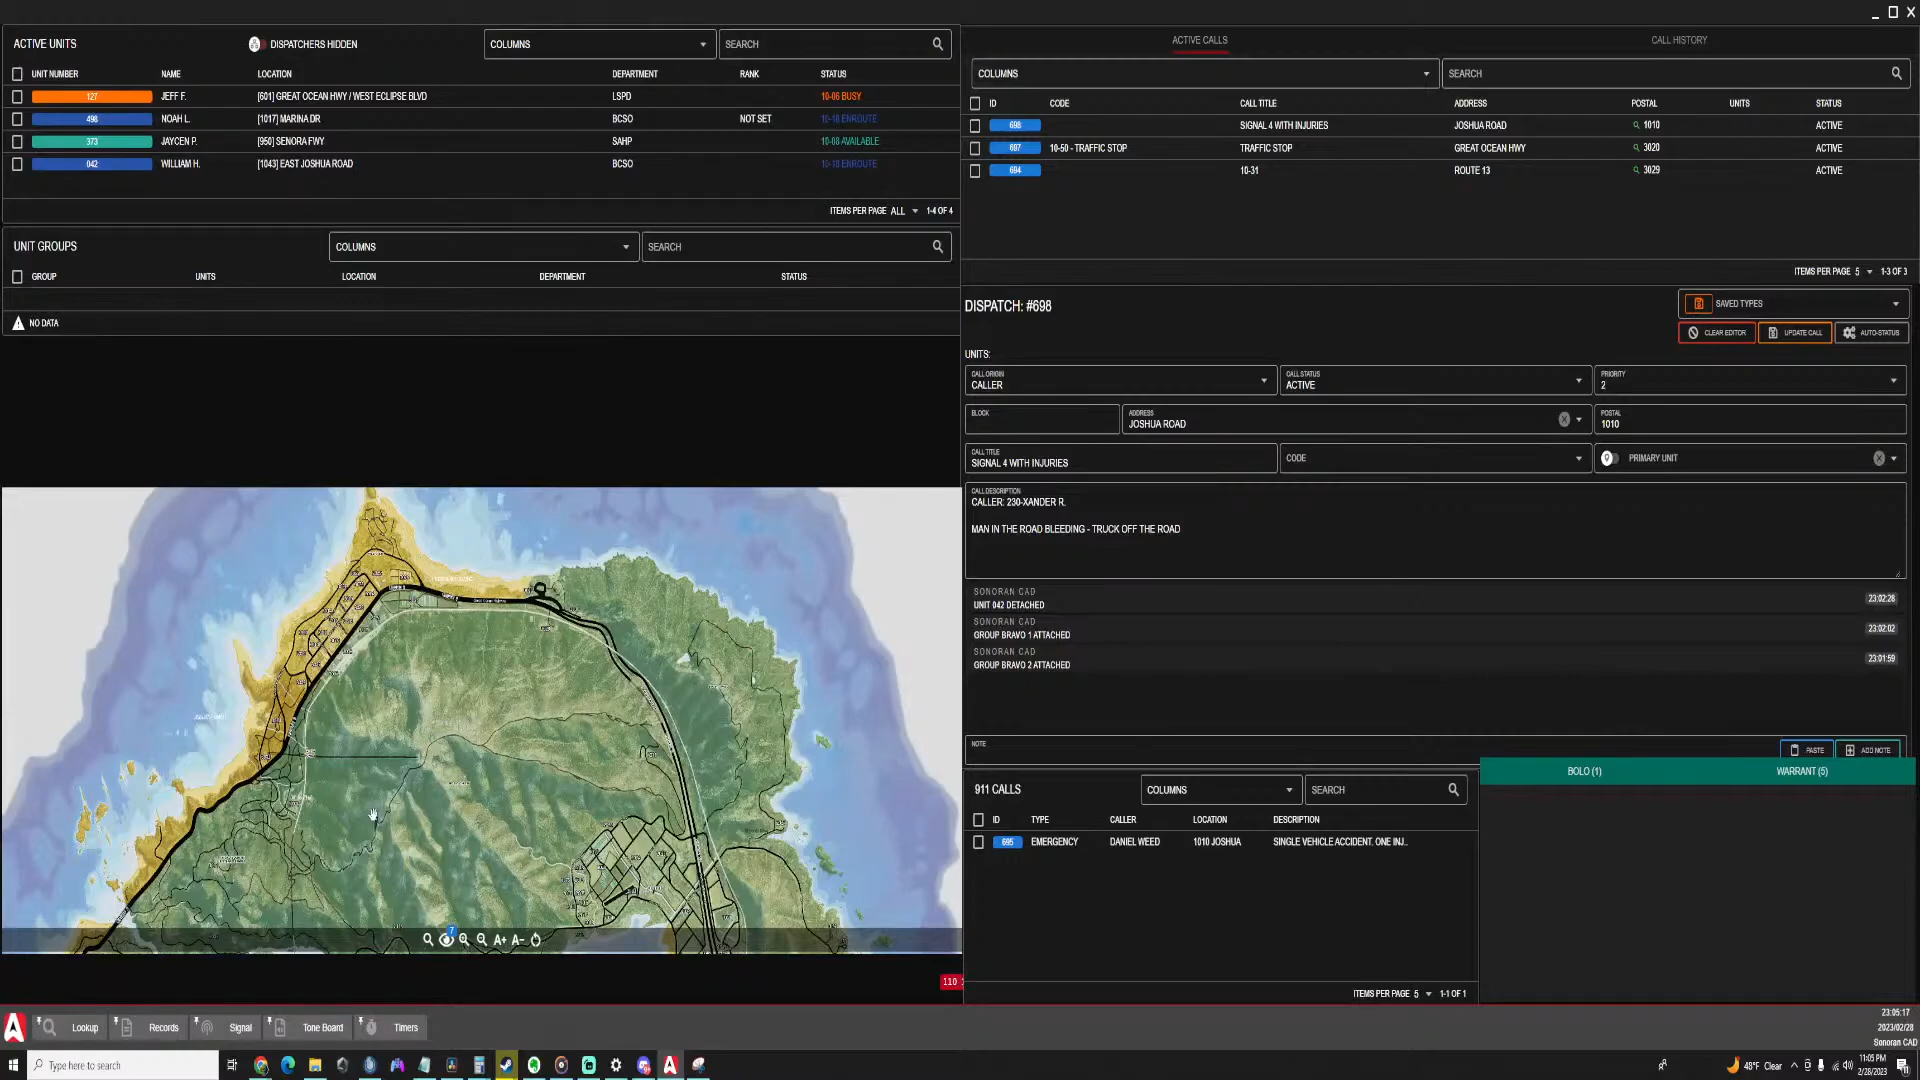 ACTIVE UNITS
DISPATCHERS HIDDEN
COLUMNS
SEARCH
UNIT NUMBER NAME LOCATION DEPARTMENT RANK STATUS
127 JEFF F. [601] GREAT OCEAN HWY / WEST ECLIPSE BLVD LSPD 10-06 BUSY
498 NOAH L. [1017] MARINA DR BCSO NOT SET 10-18 ENROUTE
373 JAYCEN P. [950] SENORA FWY SAHP 10-08 AVAILABLE
042 WILLIAM H. [1043] EAST JOSHUA ROAD BCSO 10-18 ENROUTE
ITEMS PER PAGE ALL 1-4 OF 4
UNIT GROUPS
COLUMNS
SEARCH
GROUP UNITS LOCATION DEPARTMENT STATUS
NO DATA
ACTIVE CALLS
CALL HISTORY
COLUMNS
SEARCH
ID CODE CALL TITLE ADDRESS POSTAL UNITS STATUS
698 SIGNAL 4 WITH INJURIES JOSHUA ROAD 1010 ACTIVE
697 10-50 - TRAFFIC STOP TRAFFIC STOP GREAT OCEAN HWY 3020 ACTIVE
694 10-31 ROUTE 13 3029 ACTIVE
ITEMS PER PAGE 5 1-3 OF 3
DISPATCH: #698
SAVED TYPES
CLEAR EDITOR
UPDATE CALL
AUTO-STATUS
UNITS:
CALL ORIGIN
CALLER
CALL STATUS
ACTIVE
PRIORITY
2
BLOCK
ADDRESS
JOSHUA ROAD
POSTAL
1010
CALL TITLE
SIGNAL 4 WITH INJURIES
CODE
PRIMARY UNIT
CALL DESCRIPTION
CALLER: 230-XANDER R.
MAN IN THE ROAD BLEEDING - TRUCK OFF THE ROAD
SONORAN CAD
UNIT 042 DETACHED
23:02:28
SONORAN CAD
GROUP BRAVO 1 ATTACHED
23:02:02
SONORAN CAD
GROUP BRAVO 2 ATTACHED
23:01:59
NOTE
PASTE
ADD NOTE
911 CALLS
COLUMNS
SEARCH
ID TYPE CALLER LOCATION DESCRIPTION
695 EMERGENCY DANIEL WEED 1010 JOSHUA SINGLE VEHICLE ACCIDENT. ONE INJ..
ITEMS PER PAGE 5 1-1 OF 1
BOLO (1)
WARRANT (5)
7
A+ A-
110
Lookup
Records
Signal
Tone Board
Timers
23:05:17
2023/02/28
Sonoran CAD
Type here to search
48°F Clear
11:05 PM
2/28/2023